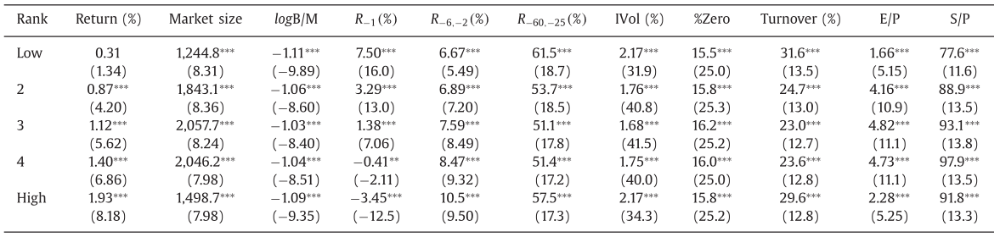 Rank Return (%) Market size logB/M R−1(%) R−6,−2(%) R−60,−25(%) IVol (%) %Zero Turnover (%) E/P S/P
Low 0.31 1,244.8*** −1.11*** 7.50*** 6.67*** 61.5*** 2.17*** 15.5*** 31.6*** 1.66*** 77.6***
(1.34) (8.31) (−9.89) (16.0) (5.49) (18.7) (31.9) (25.0) (13.5) (5.15) (11.6)
2 0.87*** 1,843.1*** −1.06*** 3.29*** 6.89*** 53.7*** 1.76*** 15.8*** 24.7*** 4.16*** 88.9***
(4.20) (8.36) (−8.60) (13.0) (7.20) (18.5) (40.8) (25.3) (13.0) (10.9) (13.5)
3 1.12*** 2,057.7*** −1.03*** 1.38*** 7.59*** 51.1*** 1.68*** 16.2*** 23.0*** 4.82*** 93.1***
(5.62) (8.24) (−8.40) (7.06) (8.49) (17.8) (41.5) (25.2) (12.7) (11.1) (13.8)
4 1.40*** 2,046.2*** −1.04*** −0.41** 8.47*** 51.4*** 1.75*** 16.0*** 23.6*** 4.73*** 97.9***
(6.86) (7.98) (−8.51) (−2.11) (9.32) (17.2) (40.0) (25.0) (12.8) (11.1) (13.5)
High 1.93*** 1,498.7*** −1.09*** −3.45*** 10.5*** 57.5*** 2.17*** 15.8*** 29.6*** 2.28*** 91.8***
(8.18) (7.98) (−9.35) (−12.5) (9.50) (17.3) (34.3) (25.2) (12.8) (5.25) (13.3)